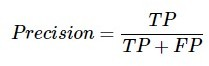 Precision = TP / TP + FP